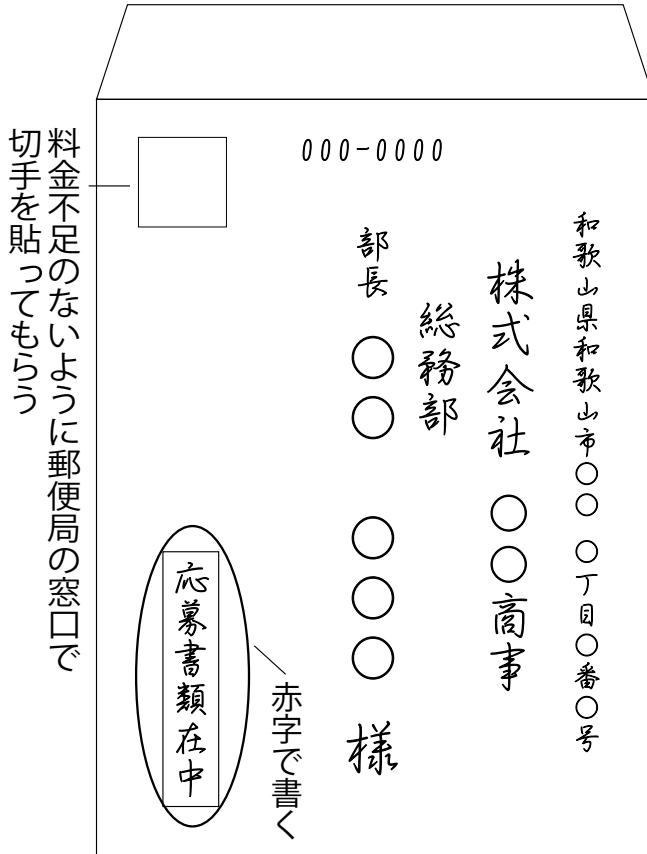 000-0000
和歌山県和歌山市○○ ○丁目○番○号
株式会社 ○○商事
総務部
部長 ○○ ○○○ 様
赤字で書く
応募書類在中
料金不足のないように郵便局の窓口で
切手を貼ってもらう